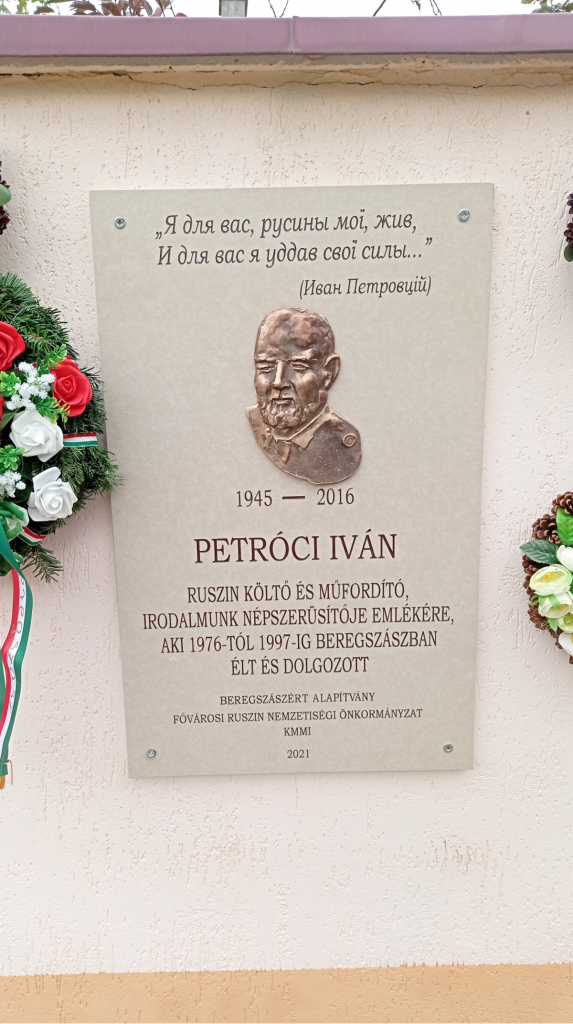 „Я для вас, русины мої, жив,
И для вас я уддав свої силы...”
(Иван Петровцій)
1945 — 2016
PETRÓCI IVÁN
RUSZIN KÖLTŐ ÉS MŰFORDÍTÓ,
IRODALMUNK NÉPSZERŰSÍTŐJE EMLÉKÉRE,
AKI 1976-TÓL 1997-IG BEREGSZÁSZBAN
ÉLT ÉS DOLGOZOTT
BEREGSZÁSZÉRT ALAPÍTVÁNY
FŐVÁROSI RUSZIN NEMZETISÉGI ÖNKORMÁNYZAT
KMMI
2021